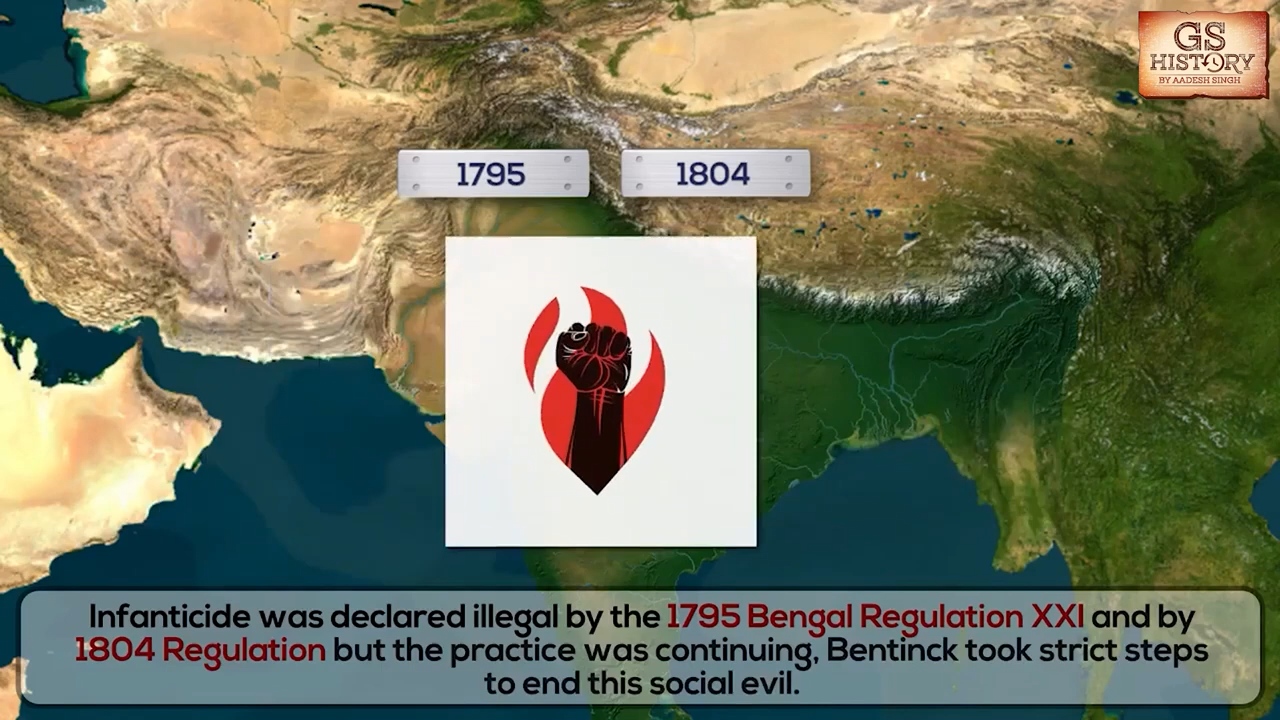 GS
HISTORY
BY AADESH SINGH
1795
1804
Infanticide was declared illegal by the 1795 Bengal Regulation XXI and by
1804 Regulation but the practice was continuing, Bentinck took strict steps
to end this social evil.